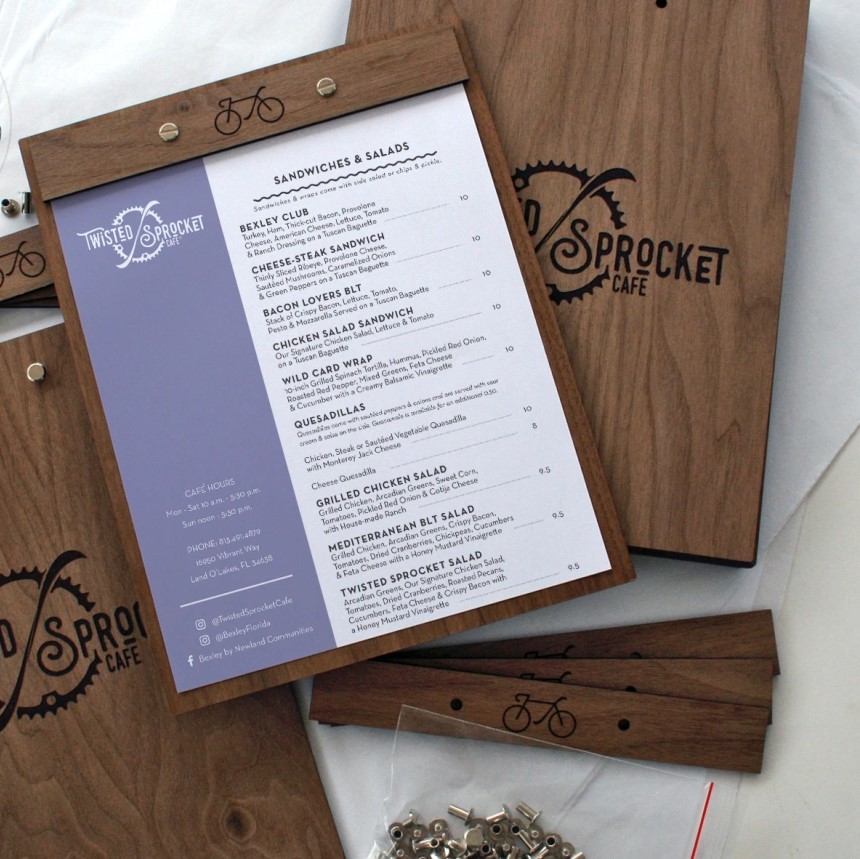 TWISTED SPROCKET
CAFÉ
CAFÉ HOURS
Mon - Sat 10 a.m. - 5:30 p.m.
Sun noon - 5:30 p.m.
PHONE: 813-491-4879
16950 Vibrant Way
Land O'Lakes, FL 34638
@TwistedSprocketCafe
@BexleyFlorida
Bexley by Newland Communities
SANDWICHES & SALADS
Sandwiches & wraps come with side salad or chips & pickle.
BEXLEY CLUB
Turkey, Ham, Thick-cut Bacon, Provolone
Cheese, American Cheese, Lettuce, Tomato
& Ranch Dressing on a Tuscan Baguette 10
CHEESE-STEAK SANDWICH
Thinly Sliced Ribeye, Provolone Cheese,
Sautéed Mushrooms, Caramelized Onions
& Green Peppers on a Tuscan Baguette 10
BACON LOVERS BLT
Stack of Crispy Bacon, Lettuce, Tomato,
Pesto & Mozzarella Served on a Tuscan Baguette 10
CHICKEN SALAD SANDWICH
Our Signature Chicken Salad, Lettuce & Tomato
on a Tuscan Baguette 10
WILD CARD WRAP
10-inch Grilled Spinach Tortilla, Hummus, Pickled Red Onion,
Roasted Red Pepper, Mixed Greens, Feta Cheese
& Cucumber with a Creamy Balsamic Vinaigrette 10
QUESADILLAS
Quesadillas come with sautéed peppers & onions and are served with sour
cream & salsa on the side. Guacamole is available for an additional 0.50.
Chicken, Steak or Sautéed Vegetable Quesadilla
with Monterey Jack Cheese 10
Cheese Quesadilla 8
GRILLED CHICKEN SALAD
Grilled Chicken, Arcadian Greens, Sweet Corn,
Tomatoes, Pickled Red Onion & Cotija Cheese
with House-made Ranch 9.5
MEDITERRANEAN BLT SALAD
Grilled Chicken, Arcadian Greens, Crispy Bacon,
Tomatoes, Dried Cranberries, Chickpeas, Cucumbers
& Feta Cheese with a Honey Mustard Vinaigrette 9.5
TWISTED SPROCKET SALAD
Arcadian Greens, Our Signature Chicken Salad,
Tomatoes, Dried Cranberries, Roasted Pecans,
Cucumbers, Feta Cheese & Crispy Bacon with
a Honey Mustard Vinaigrette 9.5
D SPROCKET
CAFÉ
D SPRO
CAFÉ